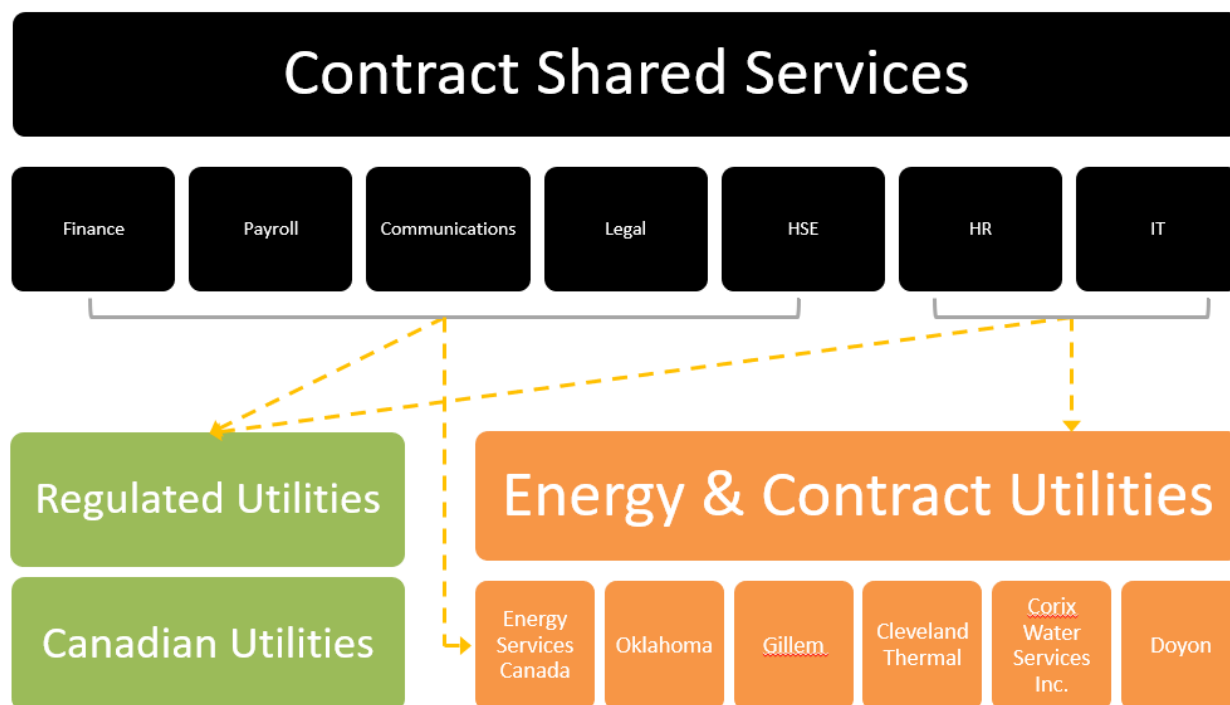 Contract Shared Services
Finance
Payroll
Communications
Legal
HSE
HR
IT
Regulated Utilities
Energy & Contract Utilities
Canadian Utilities
Energy
Services
Canada
Oklahoma
Gillem
Cleveland
Thermal
Corix
Water
Services
Inc.
Doyon